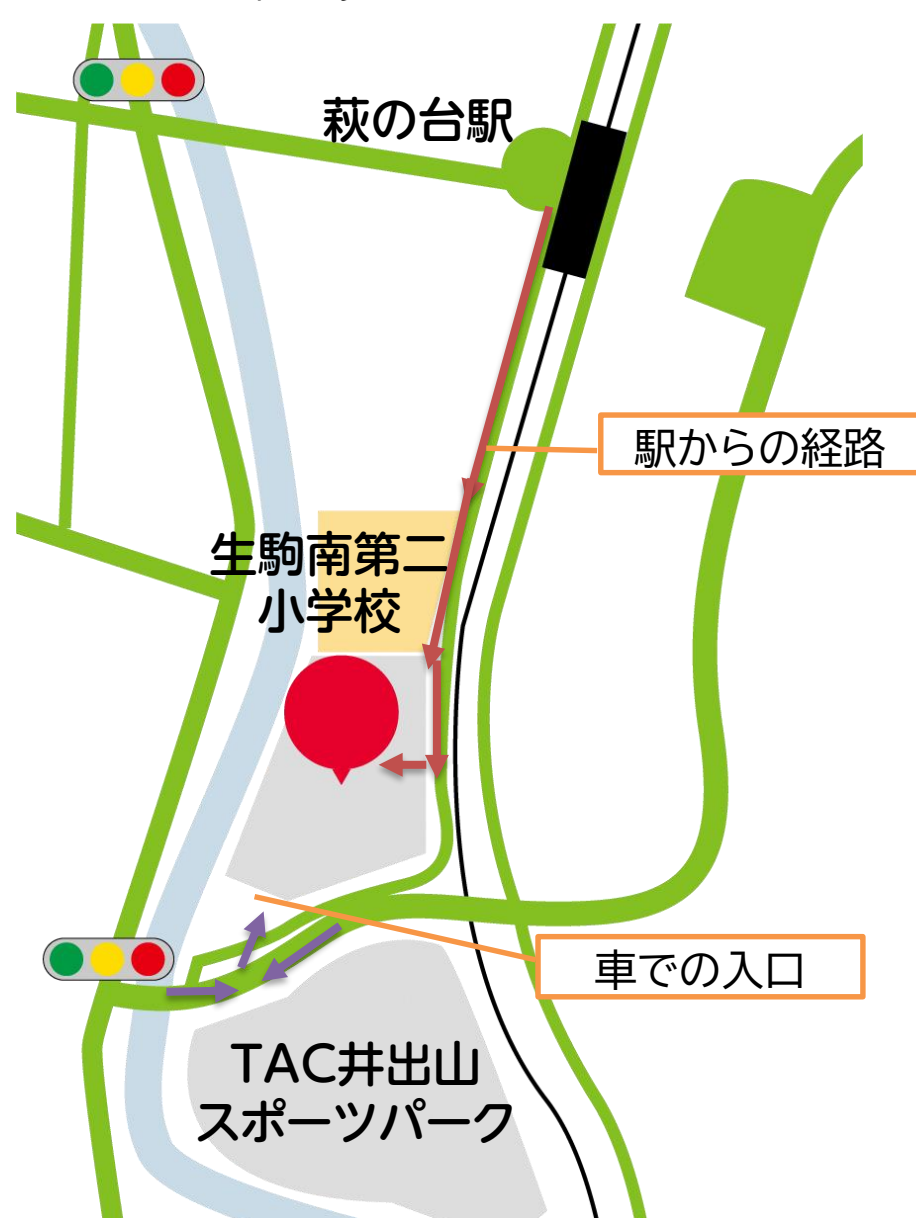 萩の台駅
駅からの経路
生駒南第二
小学校
車での入口
TAC井出山
スポーツパーク